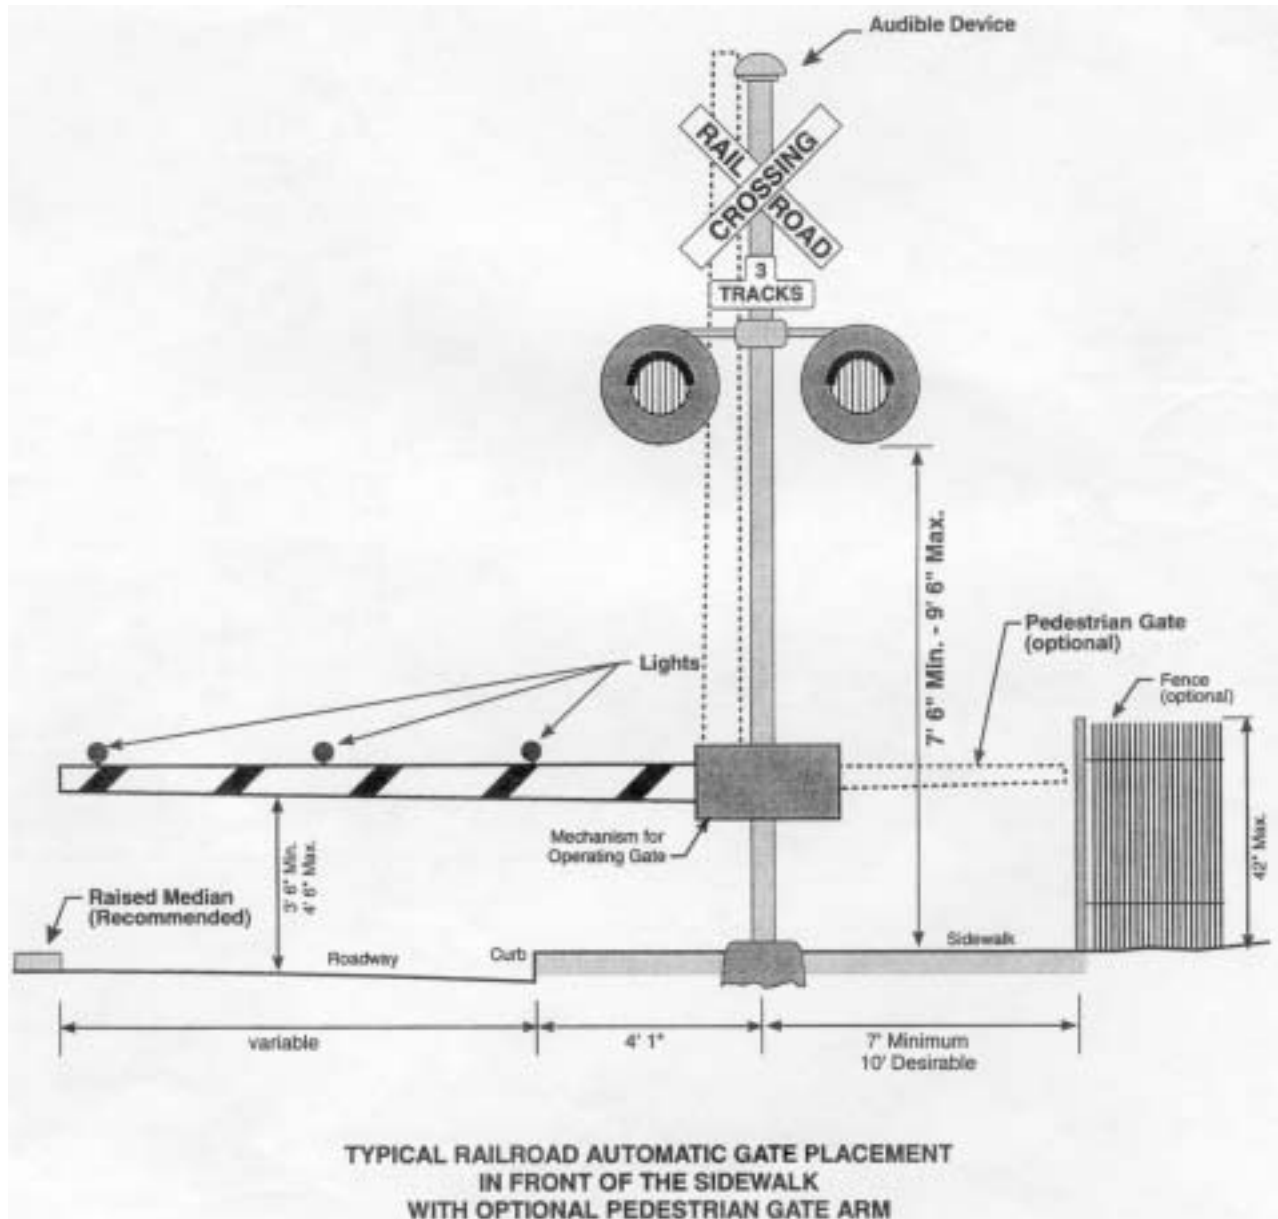 Audible Device
RAIL ROAD
CROSSING
3
TRACKS
7' 6" Min. - 9' 6" Max.
Pedestrian Gate
(optional)
Fence
(optional)
Lights
Mechanism for
Operating Gate
3' 6" Min.
4' 6" Max.
42" Max.
Raised Median
(Recommended)
Roadway
Curb
Sidewalk
variable
4' 1"
7' Minimum
10' Desirable
TYPICAL RAILROAD AUTOMATIC GATE PLACEMENT
IN FRONT OF THE SIDEWALK
WITH OPTIONAL PEDESTRIAN GATE ARM